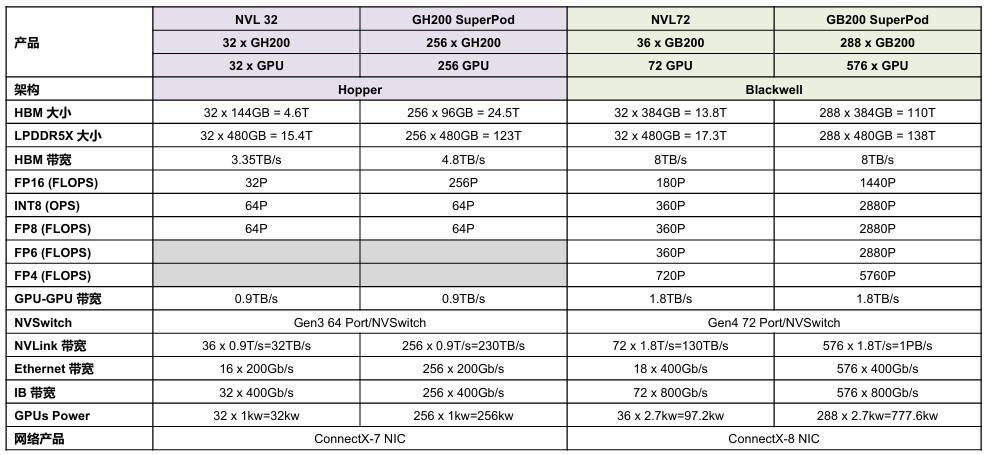 产品 NVL 32 GH200 SuperPod NVL72 GB200 SuperPod
32 x GH200 256 x GH200 36 x GB200 288 x GB200
32 x GPU 256 GPU 72 GPU 576 x GPU
架构 Hopper Blackwell
HBM 大小 32 x 144GB = 4.6T 256 x 96GB = 24.5T 32 x 384GB = 13.8T 288 x 384GB = 110T
LPDDR5X 大小 32 x 480GB = 15.4T 256 x 480GB = 123T 32 x 480GB = 17.3T 288 x 480GB = 138T
HBM 带宽 3.35TB/s 4.8TB/s 8TB/s 8TB/s
FP16 (FLOPS) 32P 256P 180P 1440P
INT8 (OPS) 64P 64P 360P 2880P
FP8 (FLOPS) 64P 64P 360P 2880P
FP6 (FLOPS) 360P 2880P
FP4 (FLOPS) 720P 5760P
GPU-GPU 带宽 0.9TB/s 0.9TB/s 1.8TB/s 1.8TB/s
NVSwitch Gen3 64 Port/NVSwitch Gen4 72 Port/NVSwitch
NVLink 带宽 36 x 0.9T/s=32TB/s 256 x 0.9T/s=230TB/s 72 x 1.8T/s=130TB/s 576 x 1.8T/s=1PB/s
Ethernet 带宽 16 x 200Gb/s 256 x 200Gb/s 18 x 400Gb/s 576 x 400Gb/s
IB 带宽 32 x 400Gb/s 256 x 400Gb/s 72 x 800Gb/s 576 x 800Gb/s
GPUs Power 32 x 1kw=32kw 256 x 1kw=256kw 36 x 2.7kw=97.2kw 288 x 2.7kw=777.6kw
网络产品 ConnectX-7 NIC ConnectX-8 NIC